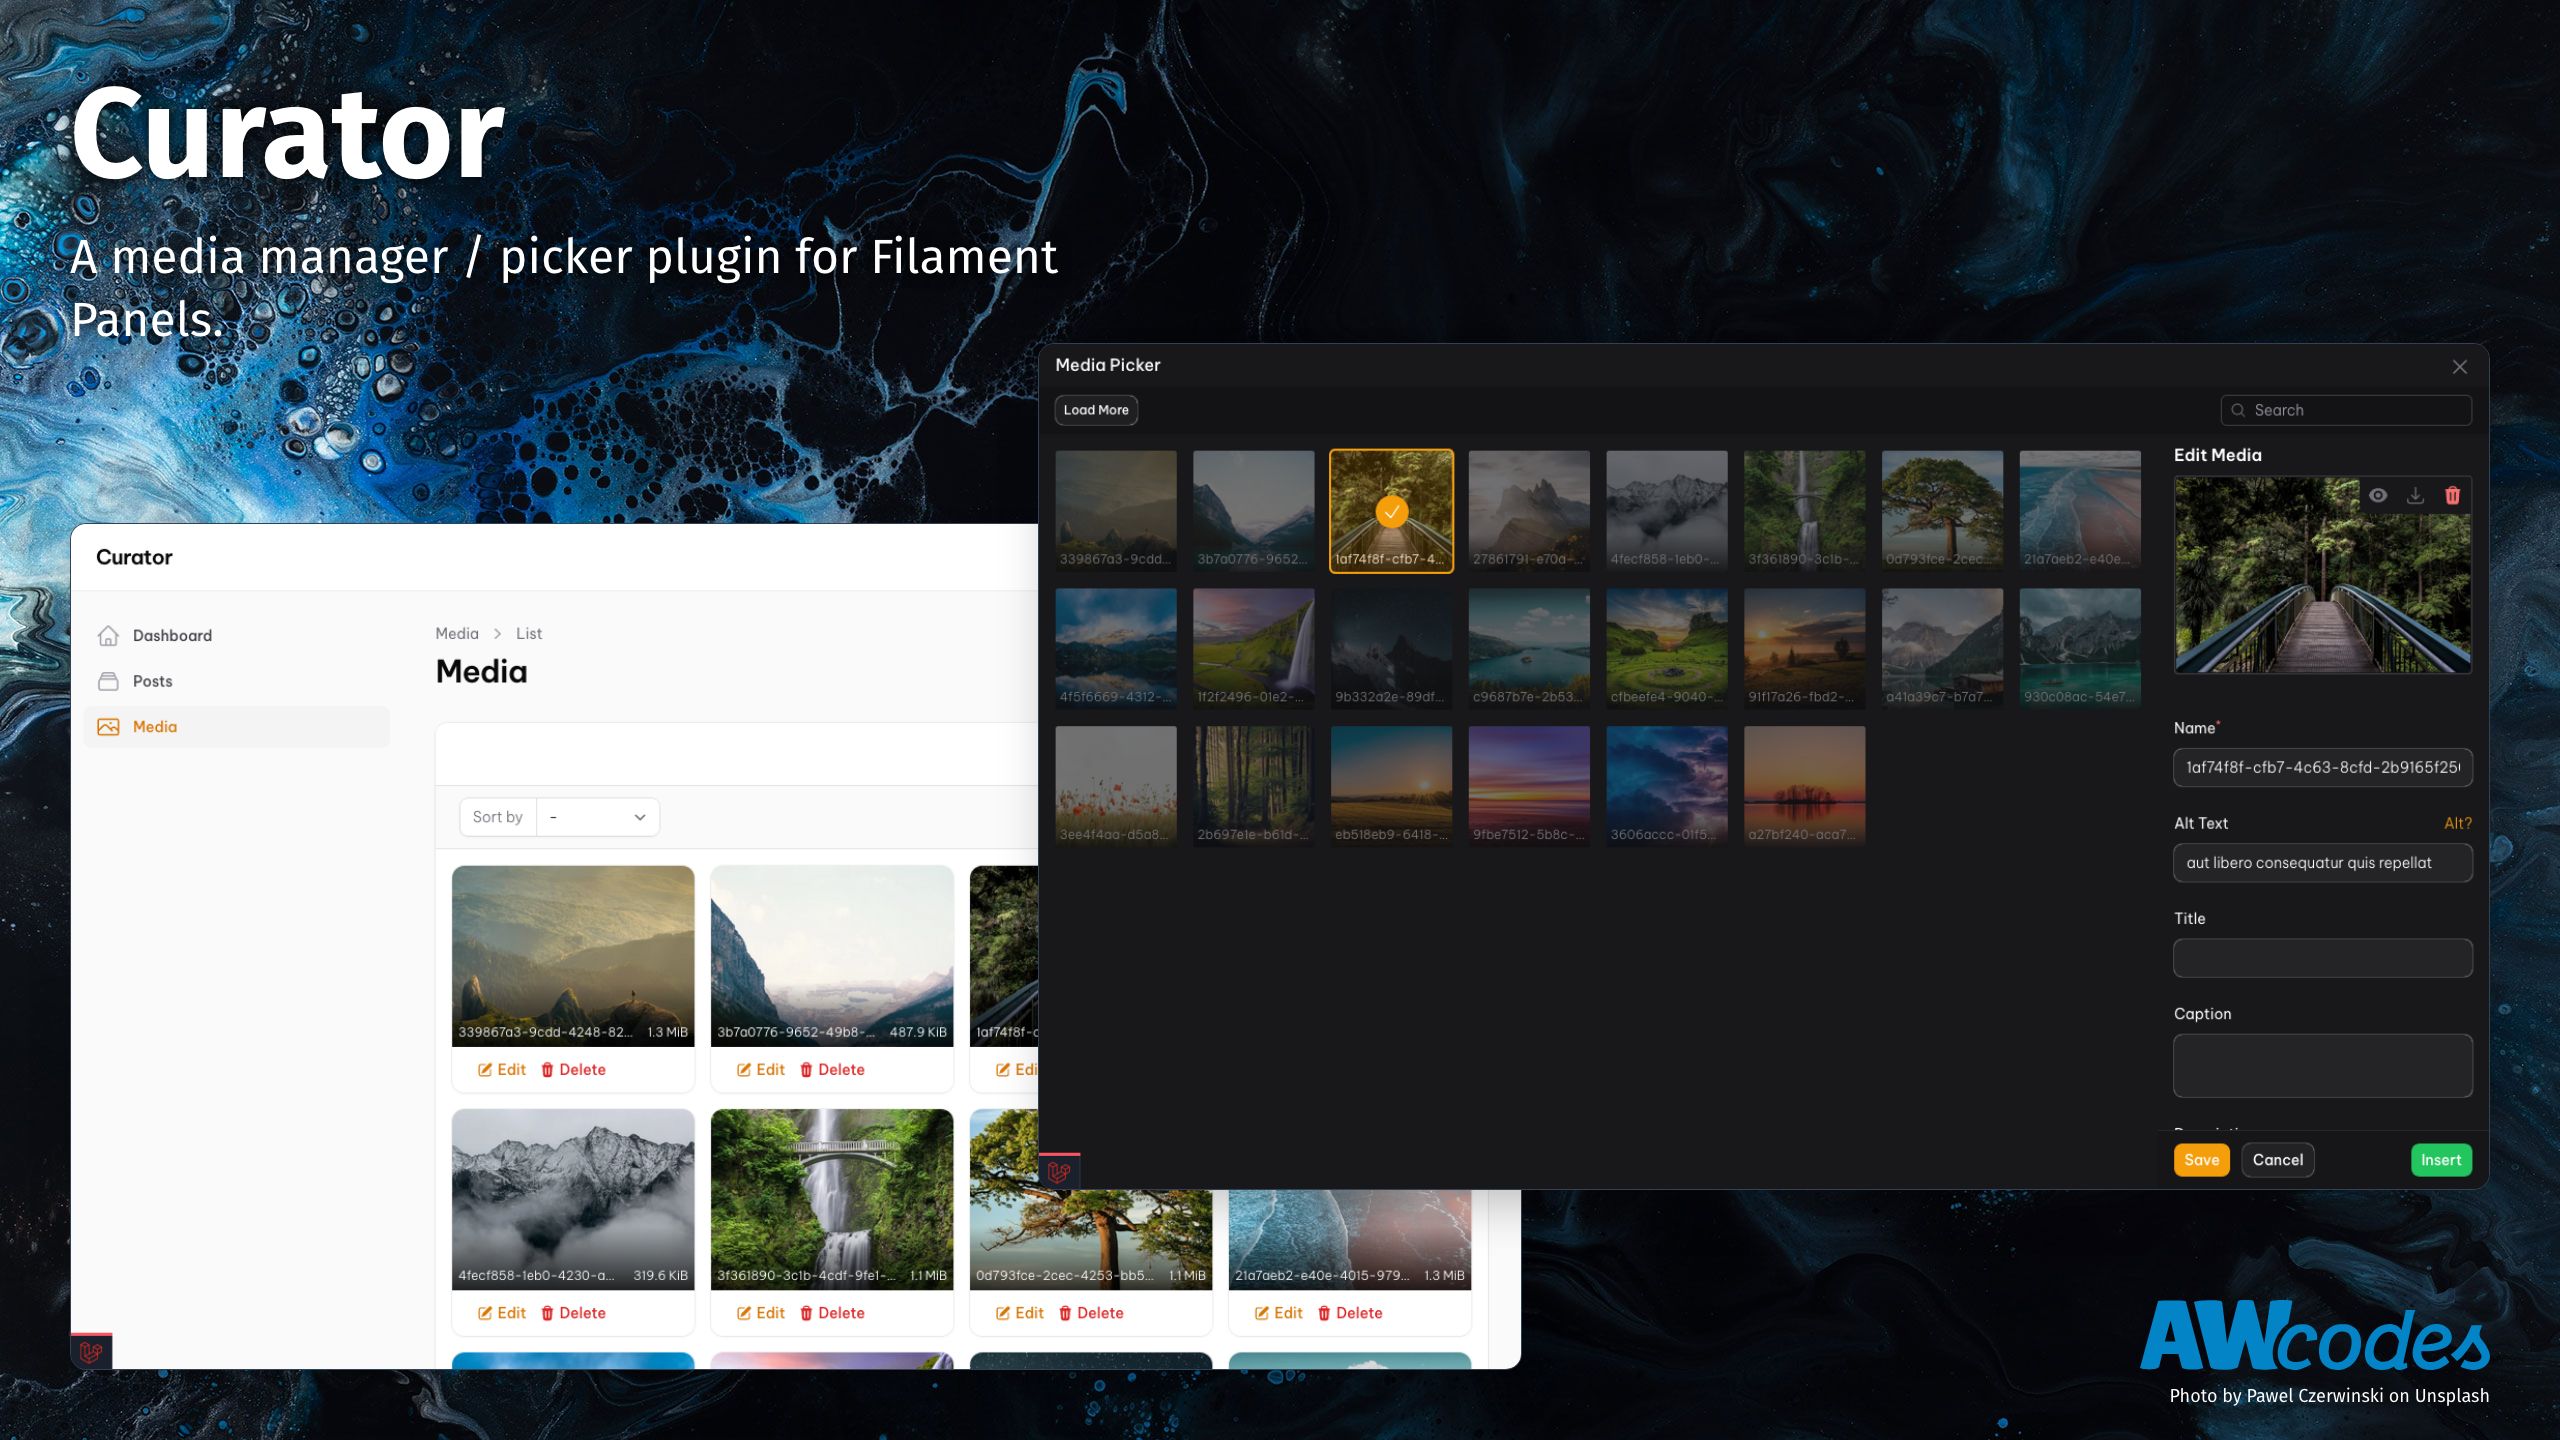 Curator
A media manager / picker plugin for Filament
Panels.
Curator
Dashboard
Posts
Media
Media > List
Media
Sort by -
339867a3-9cdd-4248-82... 1.3 MiB
3b7a0776-9652-49b8-... 487.9 KiB
1af74f8f-c
Edit Delete
Edit Delete
Edi
4fecf858-1eb0-4230-a... 319.6 KiB
3f361890-3c1b-4cdf-9fe1-... 1.1 MiB
0d793fce-2cec-4253-bb5... 1.1 MiB
21a7aeb2-e40e-4015-979... 1.3 MiB
Edit Delete
Edit Delete
Edit Delete
Edit Delete
Media Picker
Load More
Search
339867a3-9cdd...
3b7a0776-9652...
1af74f8f-cfb7-4...
27861791-e70a-...
4fecf858-1eb0-...
3f361890-3c1b-...
0d793fce-2cec...
21a7aeb2-e40e...
4f5f6669-4312-...
1f2f2496-01e2-...
9b332a2e-89df...
c9687b7e-2b53...
cfbeefe4-9040-...
91f17a26-fbd2-...
a41a39c7-b7a7...
930c08ac-54e7...
3ee4f4aa-d5a8...
2b697e1e-b61d-...
eb518eb9-6418-...
9fbe7512-5b8c-...
3606accc-01f5...
a27bf240-aca7...
Edit Media
Name*
1af74f8f-cfb7-4c63-8cfd-2b9165f25
Alt Text Alt?
aut libero consequatur quis repellat
Title
Caption
Save Cancel Insert
AWcodes
Photo by Pawel Czerwinski on Unsplash